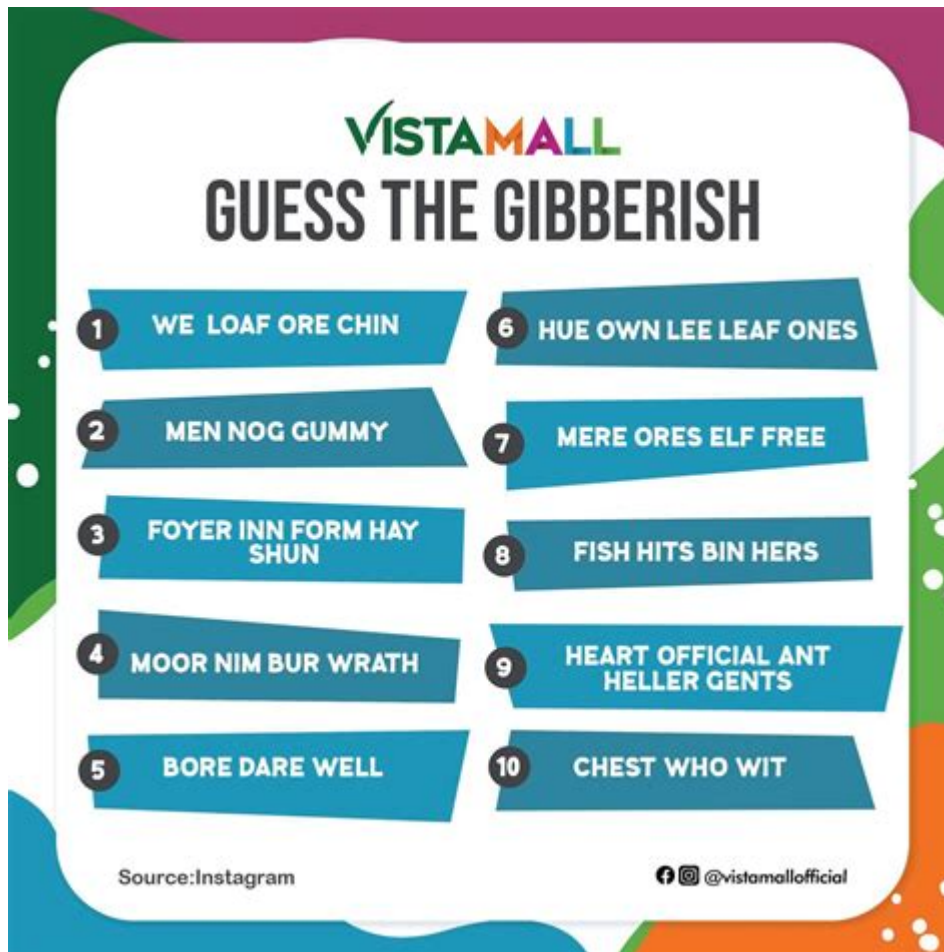 VISTAMALL
GUESS THE GIBBERISH
1 WE LOAF ORE CHIN
2 MEN NOG GUMMY
3 FOYER INN FORM HAY
SHUN
4 MOOR NIM BUR WRATH
5 BORE DARE WELL
6 HUE OWN LEE LEAF ONES
7 MERE ORES ELF FREE
8 FISH HITS BIN HERS
9 HEART OFFICIAL ANT
HELLER GENTS
10 CHEST WHO WIT
Source:Instagram
@vistamallofficial